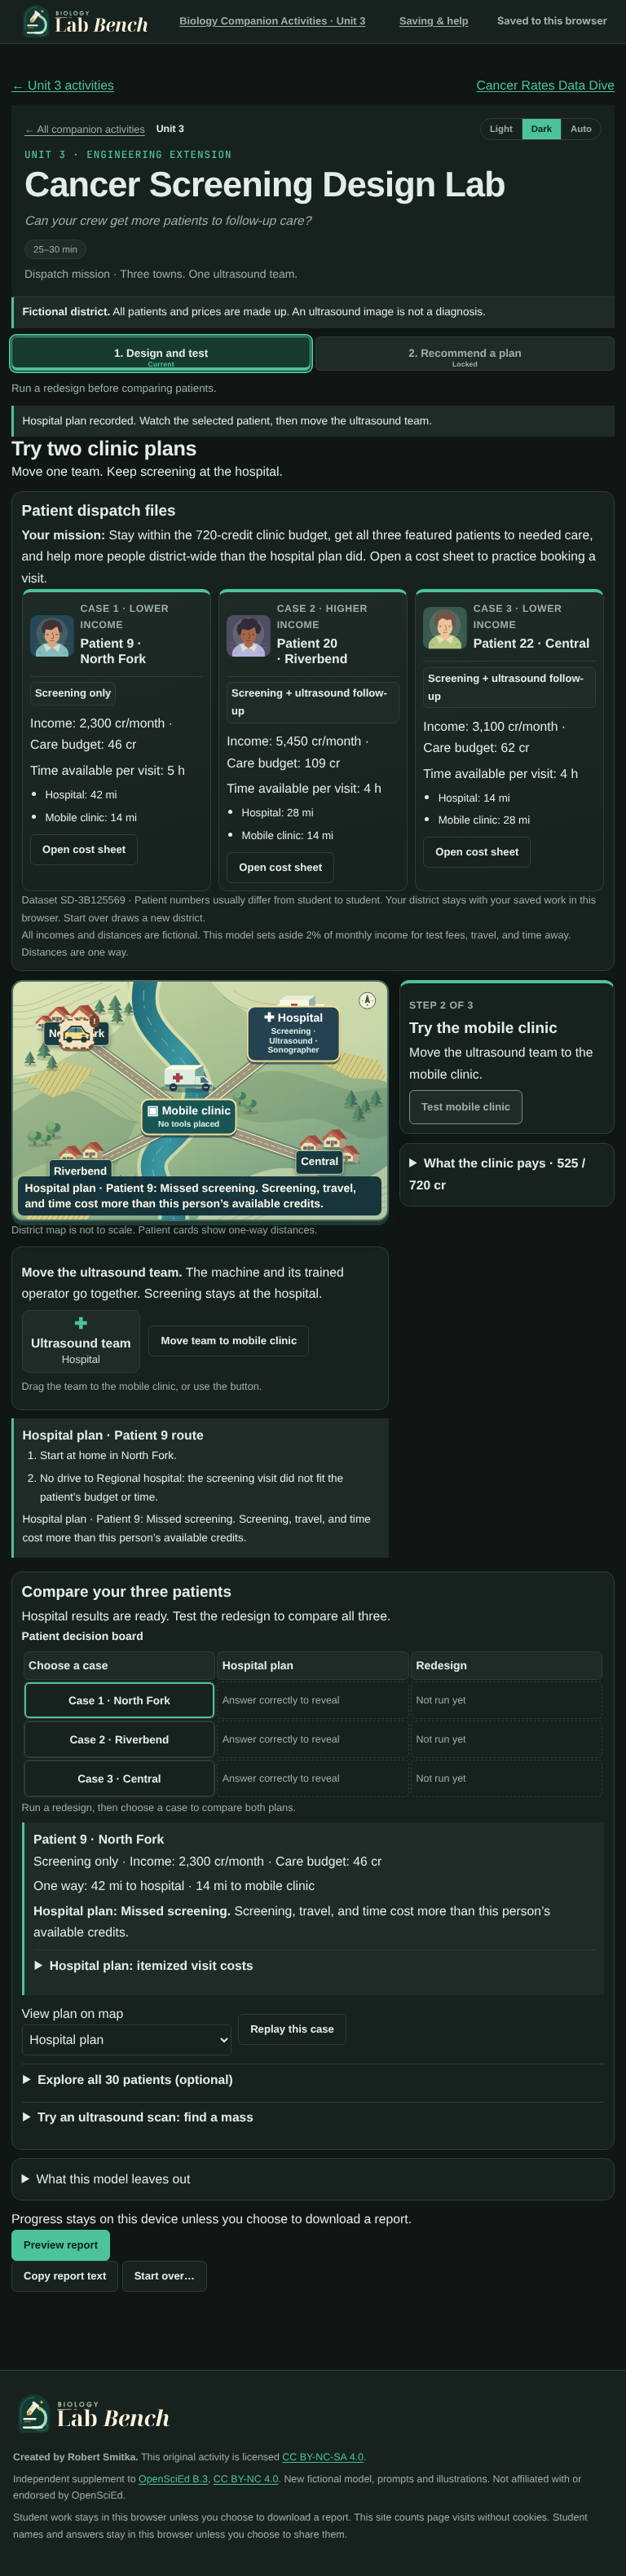 BIOLOGY
Lab Bench
Biology Companion Activities · Unit 3
Saving & help
Saved to this browser
← Unit 3 activities
Cancer Rates Data Dive
← All companion activities
Unit 3
Light
Dark
Auto
UNIT 3 · ENGINEERING EXTENSION
Cancer Screening Design Lab
Can your crew get more patients to follow-up care?
25–30 min
Dispatch mission · Three towns. One ultrasound team.
Fictional district. All patients and prices are made up. An ultrasound image is not a diagnosis.
1. Design and test
Current
2. Recommend a plan
Locked
Run a redesign before comparing patients.
Hospital plan recorded. Watch the selected patient, then move the ultrasound team.
Try two clinic plans
Move one team. Keep screening at the hospital.
Patient dispatch files
Your mission: Stay within the 720-credit clinic budget, get all three featured patients to needed care,
and help more people district-wide than the hospital plan did. Open a cost sheet to practice booking a
visit.
CASE 1 · LOWER
INCOME
Patient 9 ·
North Fork
Screening only
Income: 2,300 cr/month ·
Care budget: 46 cr
Time available per visit: 5 h
• Hospital: 42 mi
• Mobile clinic: 14 mi
Open cost sheet
CASE 2 · HIGHER
INCOME
Patient 20
· Riverbend
Screening + ultrasound follow-
up
Income: 5,450 cr/month ·
Care budget: 109 cr
Time available per visit: 4 h
• Hospital: 28 mi
• Mobile clinic: 14 mi
Open cost sheet
CASE 3 · LOWER
INCOME
Patient 22 · Central
Screening + ultrasound follow-
up
Income: 3,100 cr/month ·
Care budget: 62 cr
Time available per visit: 4 h
• Hospital: 14 mi
• Mobile clinic: 28 mi
Open cost sheet
Dataset SD-3B125569 · Patient numbers usually differ from student to student. Your district stays with your saved work in this
browser. Start over draws a new district.
All incomes and distances are fictional. This model sets aside 2% of monthly income for test fees, travel, and time away.
Distances are one way.
Hospital
Screening ·
Ultrasound ·
Sonographer
Mobile clinic
No tools placed
Riverbend
Central
Hospital plan · Patient 9: Missed screening. Screening, travel,
and time cost more than this person’s available credits.
District map is not to scale. Patient cards show one-way distances.
STEP 2 OF 3
Try the mobile clinic
Move the ultrasound team to the
mobile clinic.
Test mobile clinic
What the clinic pays · 525 /
720 cr
Move the ultrasound team. The machine and its trained
operator go together. Screening stays at the hospital.
Ultrasound team
Hospital
Move team to mobile clinic
Drag the team to the mobile clinic, or use the button.
Hospital plan · Patient 9 route
1. Start at home in North Fork.
2. No drive to Regional hospital: the screening visit did not fit the
patient’s budget or time.
Hospital plan · Patient 9: Missed screening. Screening, travel, and time
cost more than this person’s available credits.
Compare your three patients
Hospital results are ready. Test the redesign to compare all three.
Patient decision board
Choose a case
Hospital plan
Redesign
Case 1 · North Fork
Answer correctly to reveal
Not run yet
Case 2 · Riverbend
Answer correctly to reveal
Not run yet
Case 3 · Central
Answer correctly to reveal
Not run yet
Run a redesign, then choose a case to compare both plans.
Patient 9 · North Fork
Screening only · Income: 2,300 cr/month · Care budget: 46 cr
One way: 42 mi to hospital · 14 mi to mobile clinic
Hospital plan: Missed screening. Screening, travel, and time cost more than this person’s
available credits.
Hospital plan: itemized visit costs
View plan on map
Hospital plan
Replay this case
Explore all 30 patients (optional)
Try an ultrasound scan: find a mass
What this model leaves out
Progress stays on this device unless you choose to download a report.
Preview report
Copy report text
Start over…
BIOLOGY
Lab Bench
Created by Robert Smitka. This original activity is licensed CC BY-NC-SA 4.0.
Independent supplement to OpenSciEd B.3, CC BY-NC 4.0. New fictional model, prompts and illustrations. Not affiliated with or
endorsed by OpenSciEd.
Student work stays in this browser unless you choose to download a report. This site counts page visits without cookies. Student
names and answers stay in this browser unless you choose to share them.